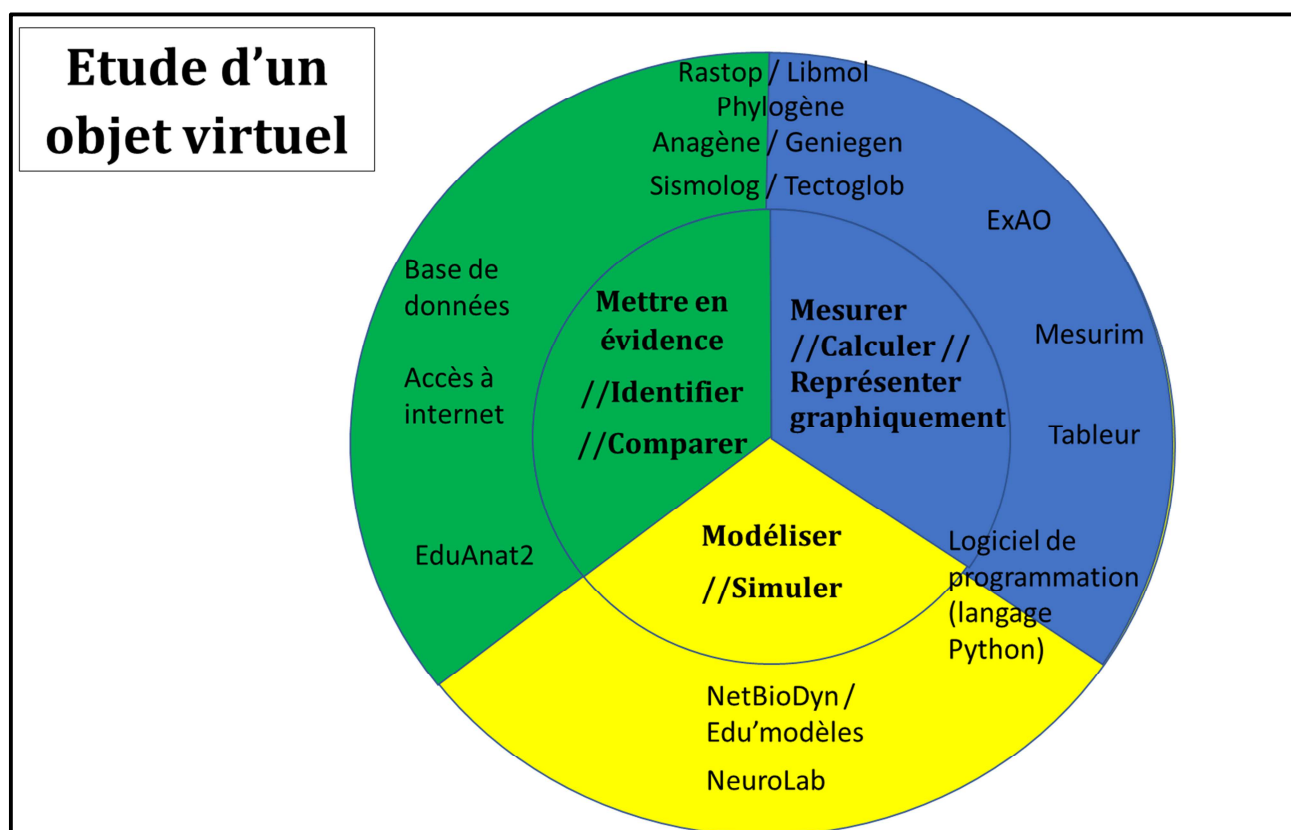 Etude d’un
objet virtuel
Rastop / Libmol
Phylogène
Anagène / Geniegen
Sismolog / Tectoglob
ExAO
Mesurim
Tableur
Logiciel de
programmation
(langage
Python)
Base de
données
Accès à
internet
EduAnat2
Mettre en
évidence
//Identifier
//Comparer
Mesurer
//Calculer //
Représenter
graphiquement
Modéliser
//Simuler
NetBioDyn /
Edu’modèles
NeuroLab